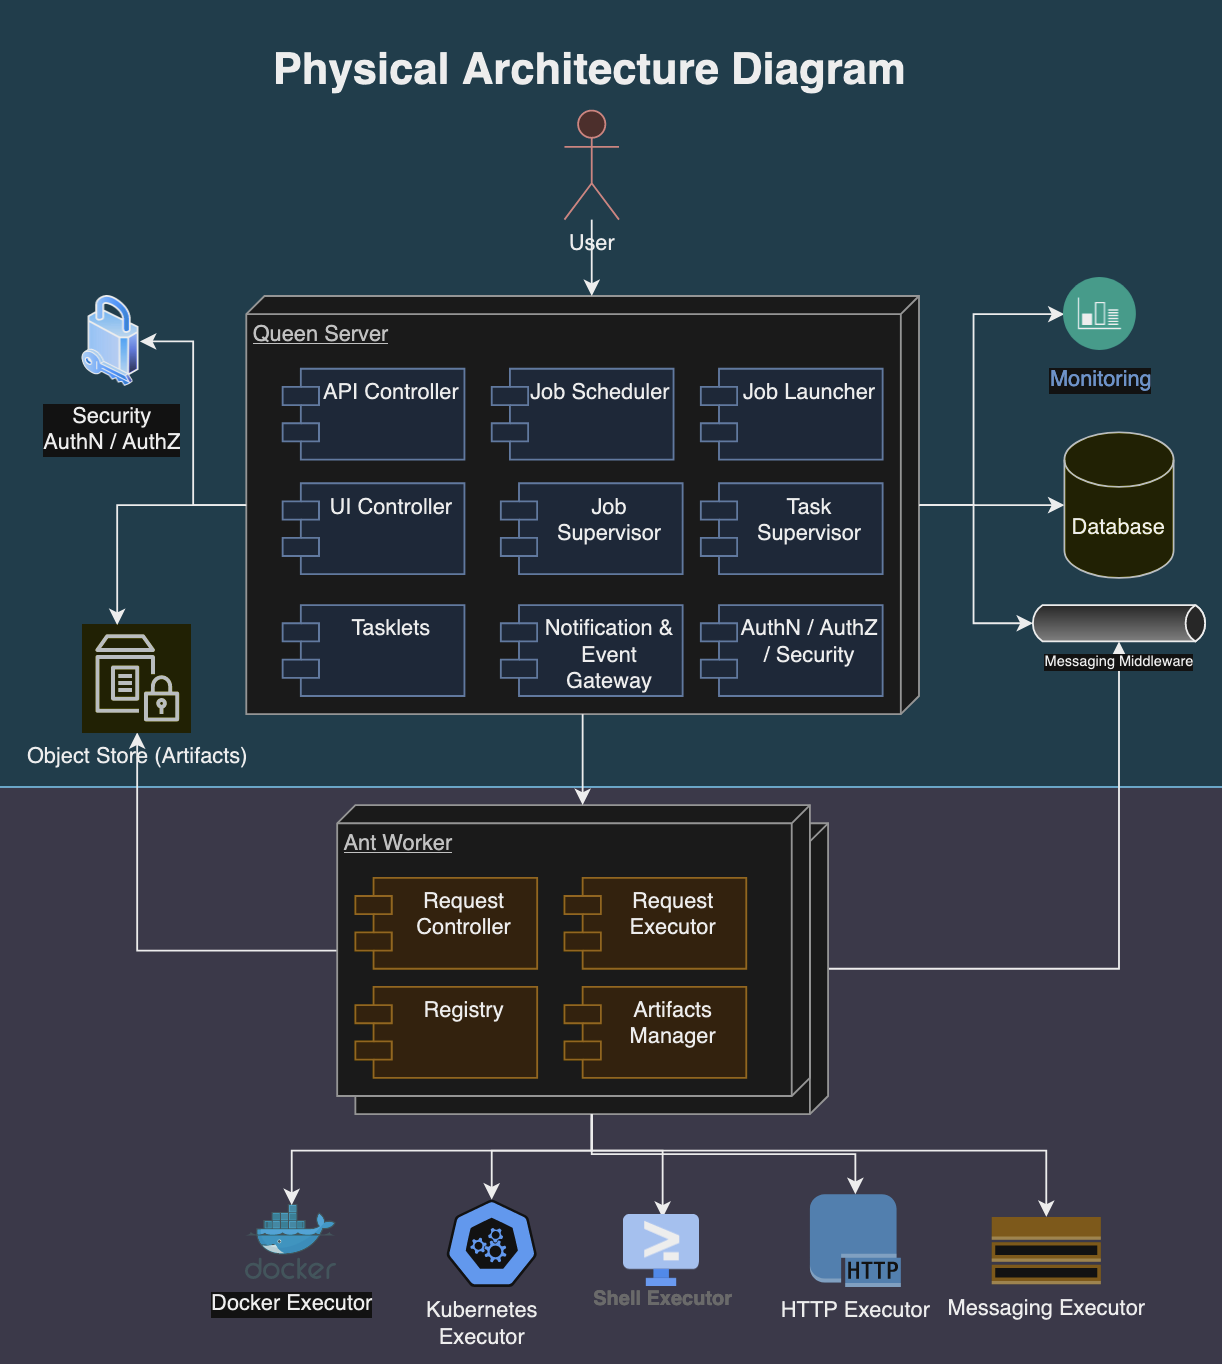 Physical Architecture Diagram
User
Queen Server
API Controller
Job Scheduler
Job Launcher
UI Controller
Job
Supervisor
Task
Supervisor
Tasklets
Notification &
Event
Gateway
AuthN / AuthZ
/ Security
Security
AuthN / AuthZ
Object Store (Artifacts)
Monitoring
Database
Messaging Middleware
Ant Worker
Request
Controller
Request
Executor
Registry
Artifacts
Manager
docker
Docker Executor
Kubernetes
Executor
Shell Executor
HTTP
HTTP Executor
Messaging Executor